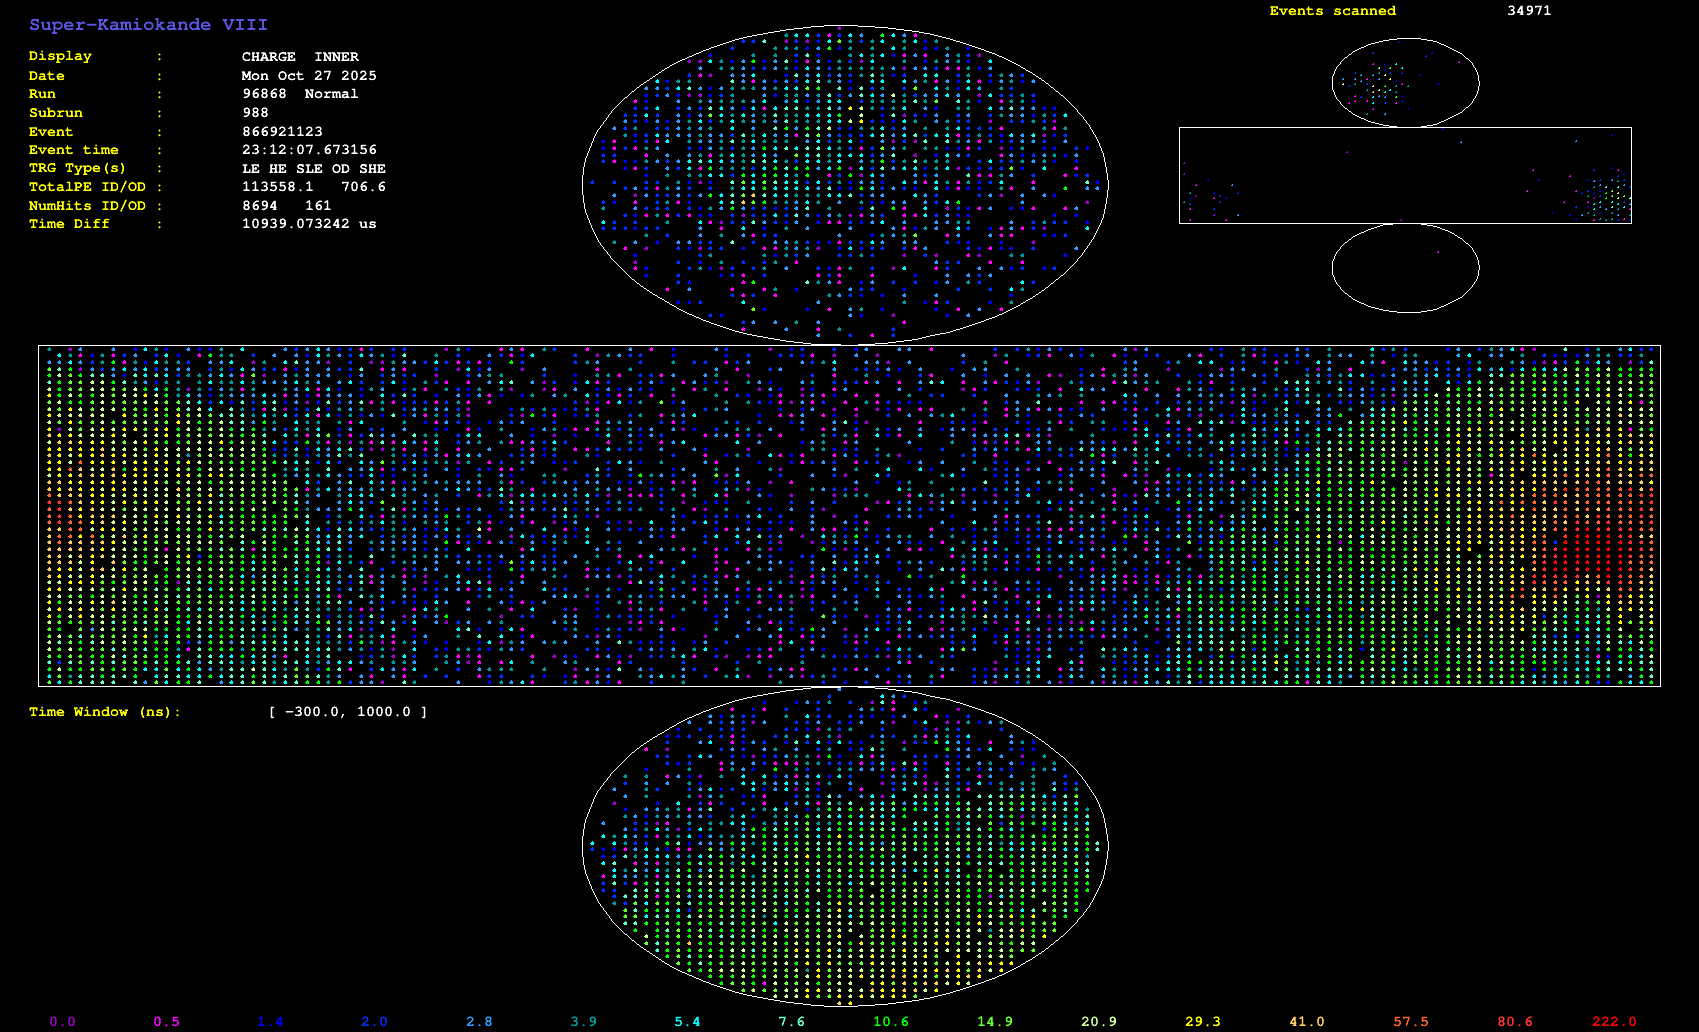 Super-Kamiokande VIII
Events scanned 34971
Display : CHARGE INNER
Date : Mon Oct 27 2025
Run : 96868 Normal
Subrun : 988
Event : 866921123
Event time : 23:12:07.673156
TRG Type(s) : LE HE SLE OD SHE
TotalPE ID/OD : 113558.1 706.6
NumHits ID/OD : 8694 161
Time Diff : 10939.073242 us
Time Window (ns): [ -300.0, 1000.0 ]
0.0 0.5 1.4 2.0 2.8 3.9 5.4 7.6 10.6 14.9 20.9 29.3 41.0 57.5 80.6 222.0